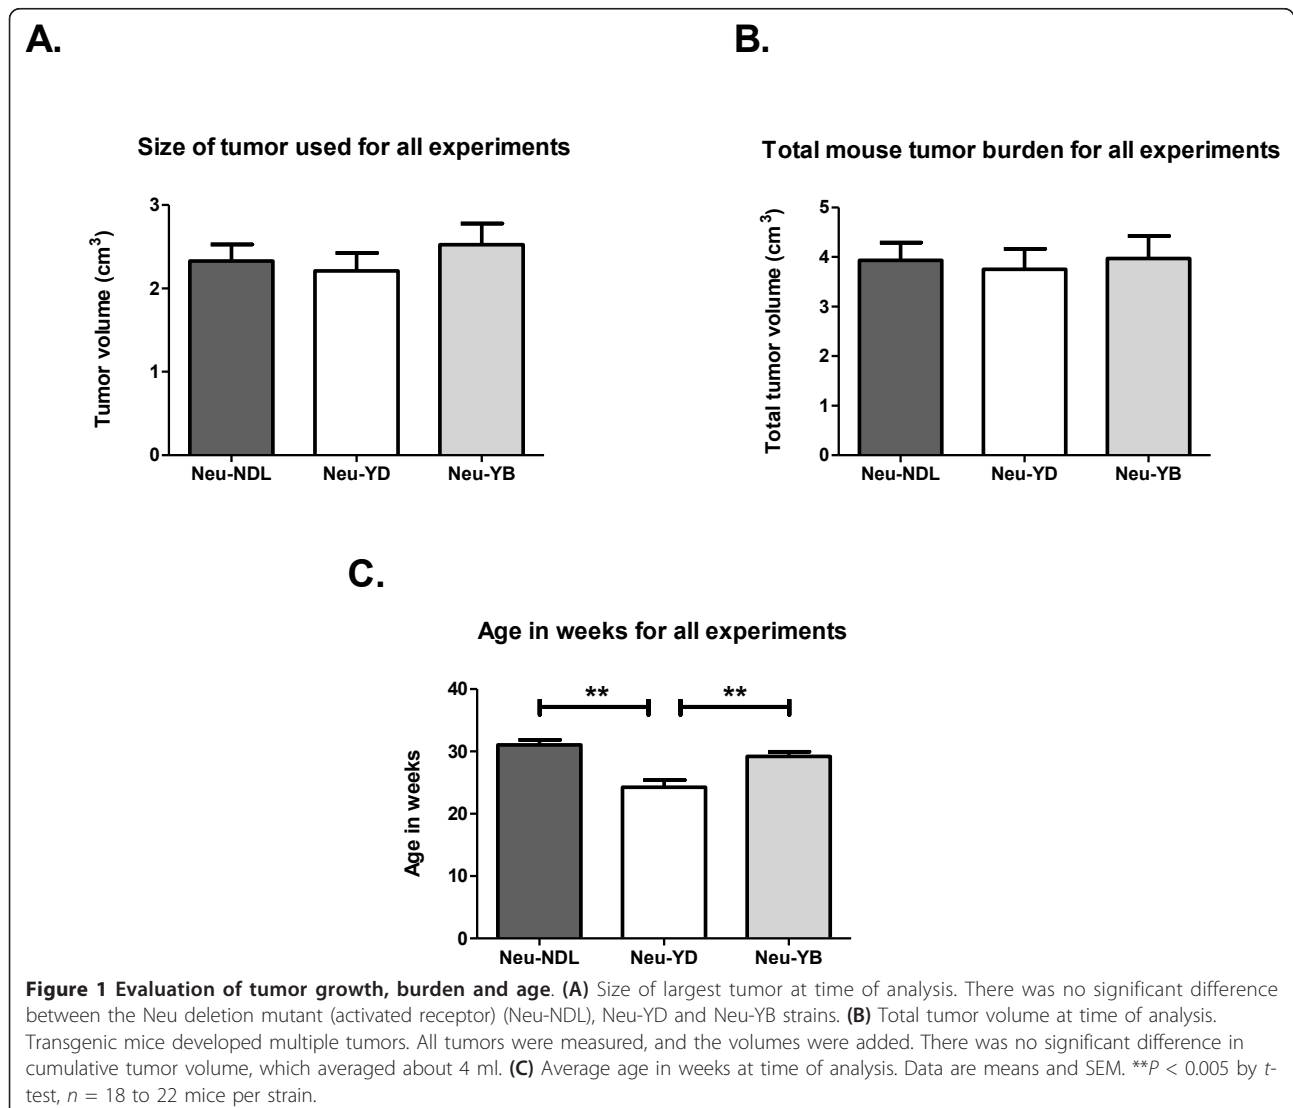 A.
B.
Size of tumor used for all experiments
Total mouse tumor burden for all experiments
Tumor volume (cm³)
3
2
1
0
Neu-NDL Neu-YD Neu-YB
Total tumor volume (cm³)
5
4
3
2
1
0
Neu-NDL Neu-YD Neu-YB
C.
Age in weeks for all experiments
Age in weeks
40
30
20
10
0
** **
Neu-NDL Neu-YD Neu-YB
Figure 1 Evaluation of tumor growth, burden and age. (A) Size of largest tumor at time of analysis. There was no significant difference
between the Neu deletion mutant (activated receptor) (Neu-NDL), Neu-YD and Neu-YB strains. (B) Total tumor volume at time of analysis.
Transgenic mice developed multiple tumors. All tumors were measured, and the volumes were added. There was no significant difference in
cumulative tumor volume, which averaged about 4 ml. (C) Average age in weeks at time of analysis. Data are means and SEM. **P < 0.005 by t-
test, n = 18 to 22 mice per strain.